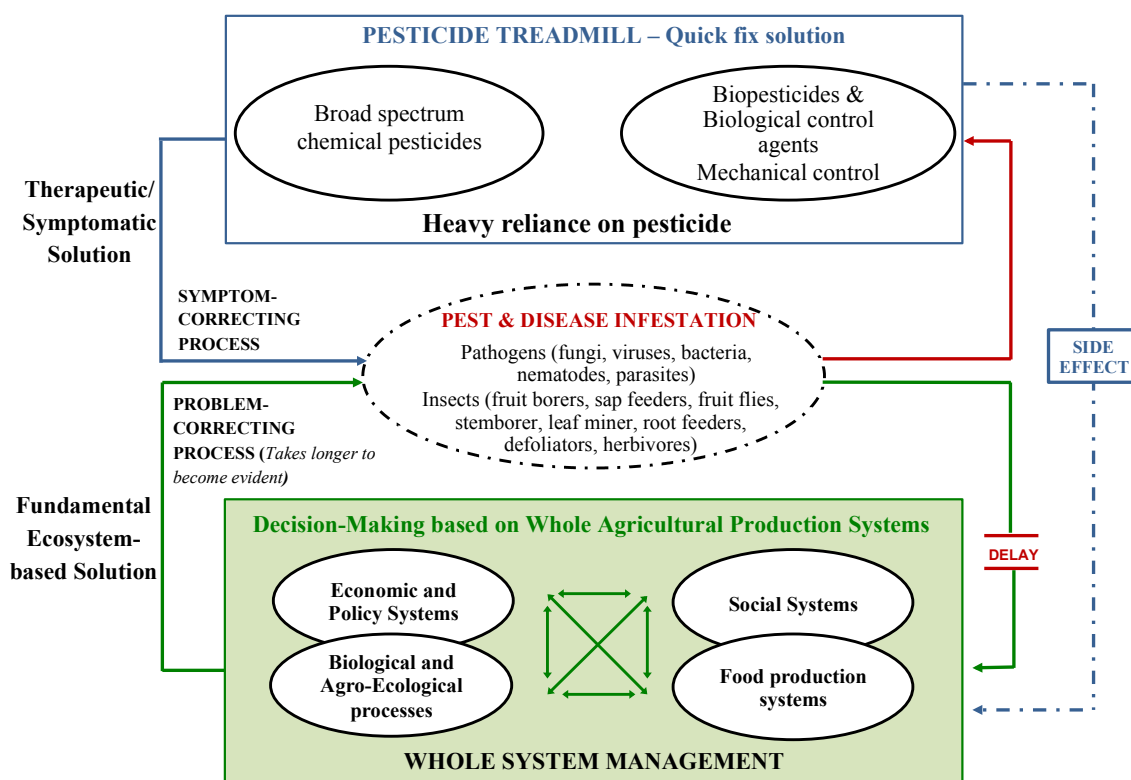 PESTICIDE TREADMILL – Quick fix solution
Broad spectrum
chemical pesticides
Biopesticides &
Biological control
agents
Mechanical control
Heavy reliance on pesticide
Therapeutic/
Symptomatic
Solution
SYMPTOM-
CORRECTING
PROCESS
PEST & DISEASE INFESTATION
Pathogens (fungi, viruses, bacteria,
nematodes, parasites)
Insects (fruit borers, sap feeders, fruit flies,
stemborer, leaf miner, root feeders,
defoliators, herbivores)
SIDE
EFFECT
PROBLEM-
CORRECTING
PROCESS (Takes longer to
become evident)
Fundamental
Ecosystem-
based Solution
DELAY
Decision-Making based on Whole Agricultural Production Systems
Economic and
Policy Systems
Biological and
Agro-Ecological
processes
Social Systems
Food production
systems
WHOLE SYSTEM MANAGEMENT